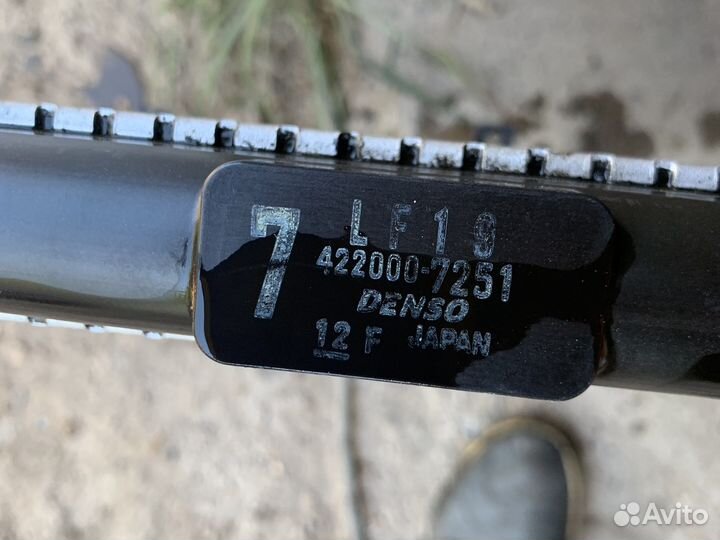 7
LF19
422000-7251
DENSO
12 F JAPAN
Avito